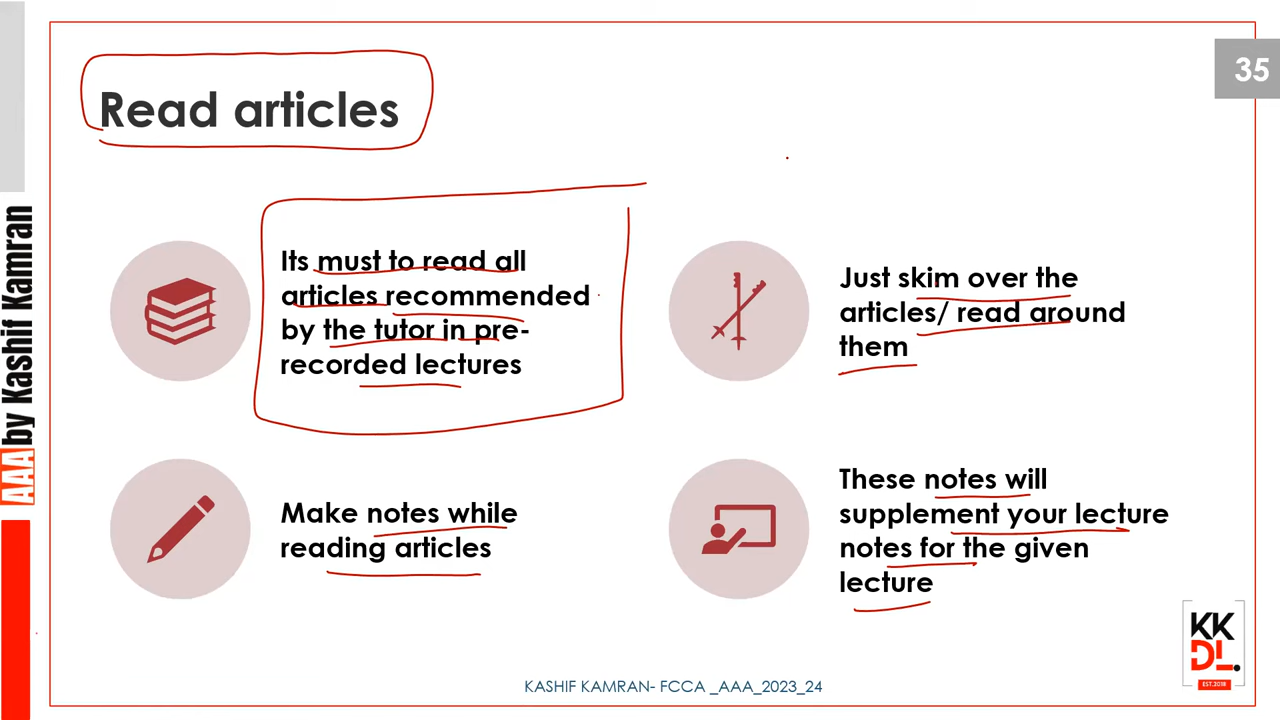 35
Read articles
Its must to read all
articles recommended
by the tutor in pre-
recorded lectures
Just skim over the
articles/ read around
them
Make notes while
reading articles
These notes will
supplement your lecture
notes for the given
lecture
AAA by Kashif Kamran
KASHIF KAMRAN- FCCA _AAA_2023_24
KK
DL.
EST.2018